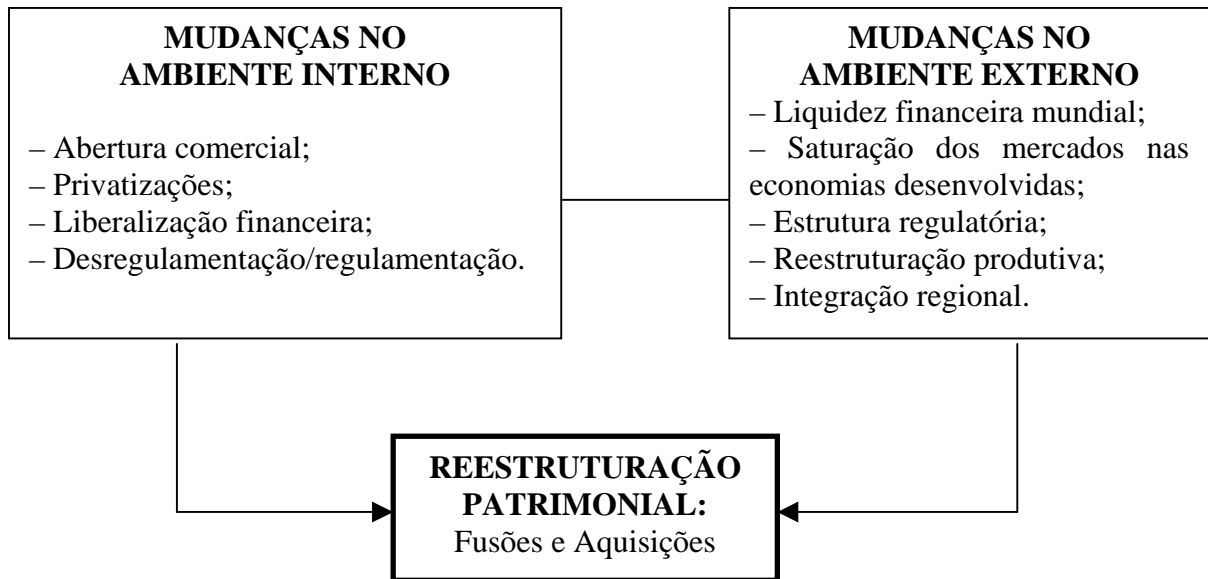 MUDANÇAS NO
AMBIENTE INTERNO
– Abertura comercial;
– Privatizações;
– Liberalização financeira;
– Desregulamentação/regulamentação.
MUDANÇAS NO
AMBIENTE EXTERNO
– Liquidez financeira mundial;
– Saturação dos mercados nas
economias desenvolvidas;
– Estrutura regulatória;
– Reestruturação produtiva;
– Integração regional.
REESTRUTURAÇÃO
PATRIMONIAL:
Fusões e Aquisições